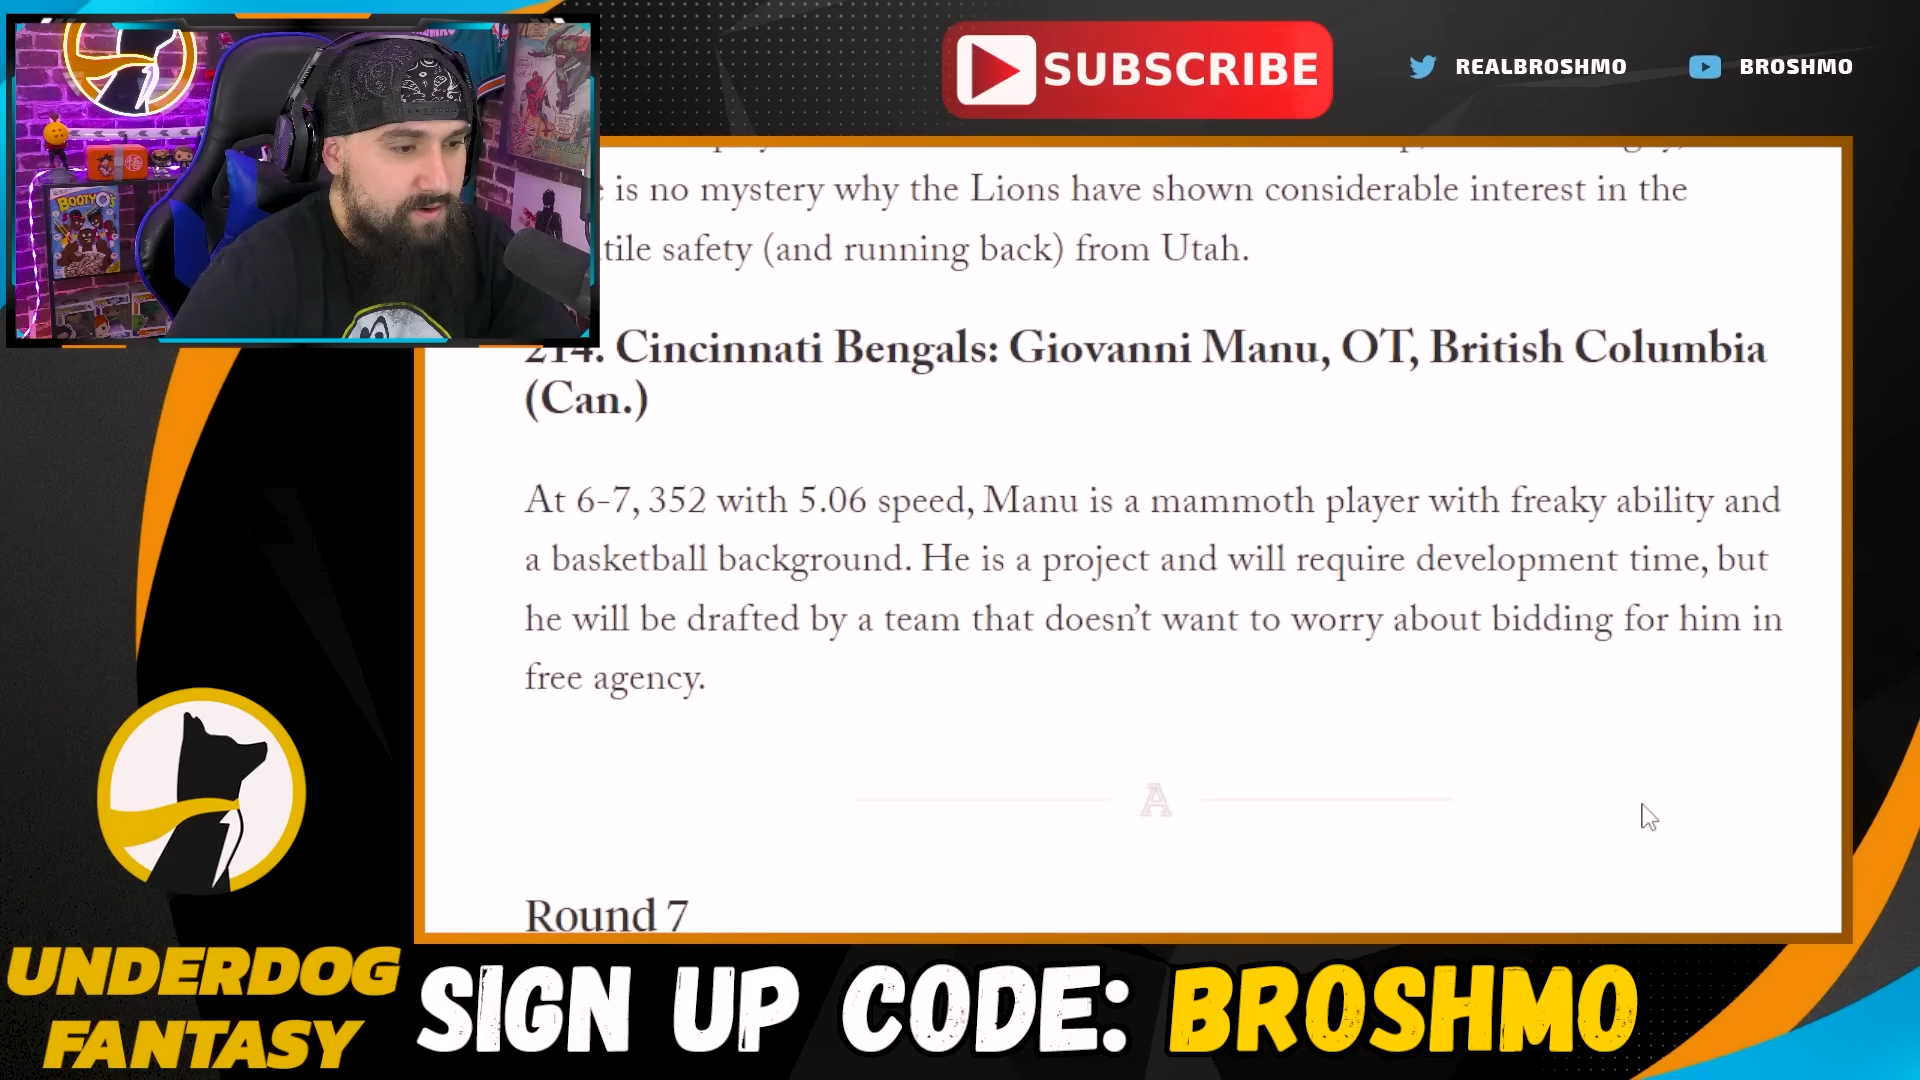 SUBSCRIBE
REALBROSHMO
BROSHMO
BOOTYO'S
is no mystery why the Lions have shown considerable interest in the
tile safety (and running back) from Utah.
214. Cincinnati Bengals: Giovanni Manu, OT, British Columbia
(Can.)
At 6-7, 352 with 5.06 speed, Manu is a mammoth player with freaky ability and
a basketball background. He is a project and will require development time, but
he will be drafted by a team that doesn't want to worry about bidding for him in
free agency.
A
Round 7
UNDERDOG
FANTASY
SIGN UP CODE: BROSHMO